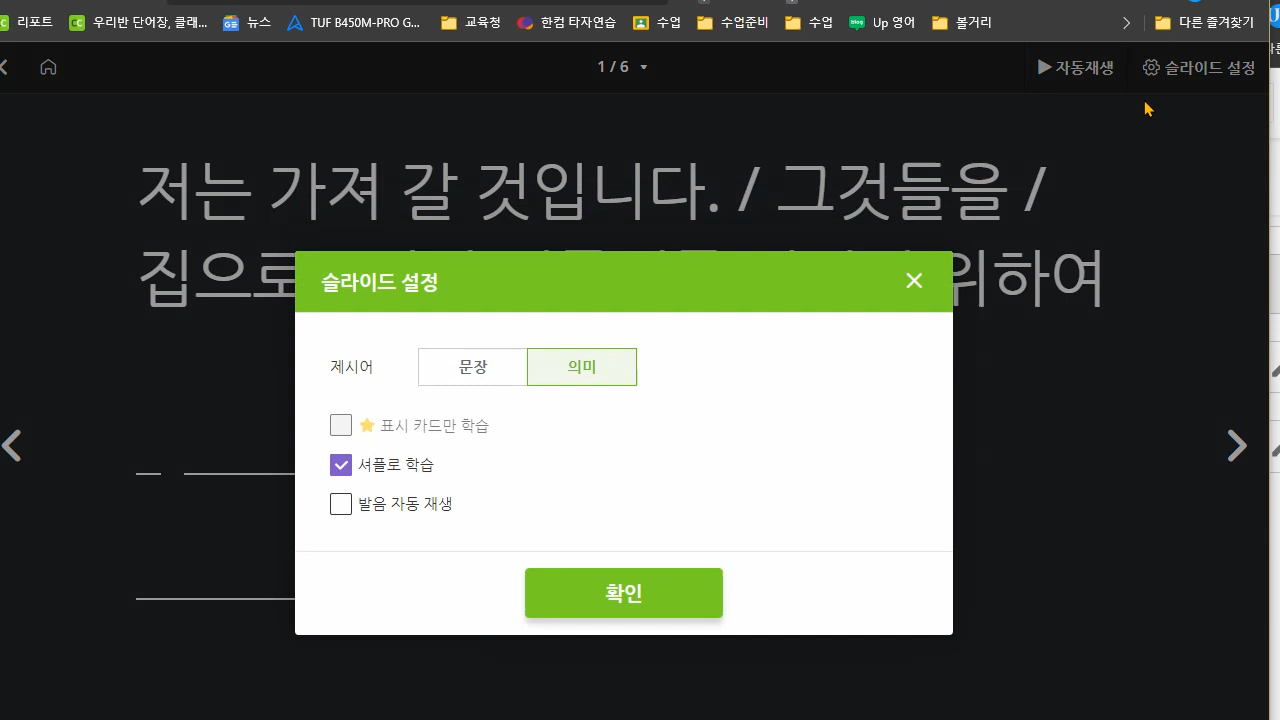 리포트 우리반 단어장, 클래... 뉴스 TUF B450M-PRO G... 교육청 한컴 타자연습 수업 수업준비 수업 Up 영어 볼거리 다른 즐겨찾기
1 / 6 자동재생 슬라이드 설정
저는 가져 갈 것입니다. / 그것들을 /
집으로 위하여
슬라이드 설정
제시어 문장 의미
표시 카드만 학습
셔플로 학습
발음 자동 재생
확인